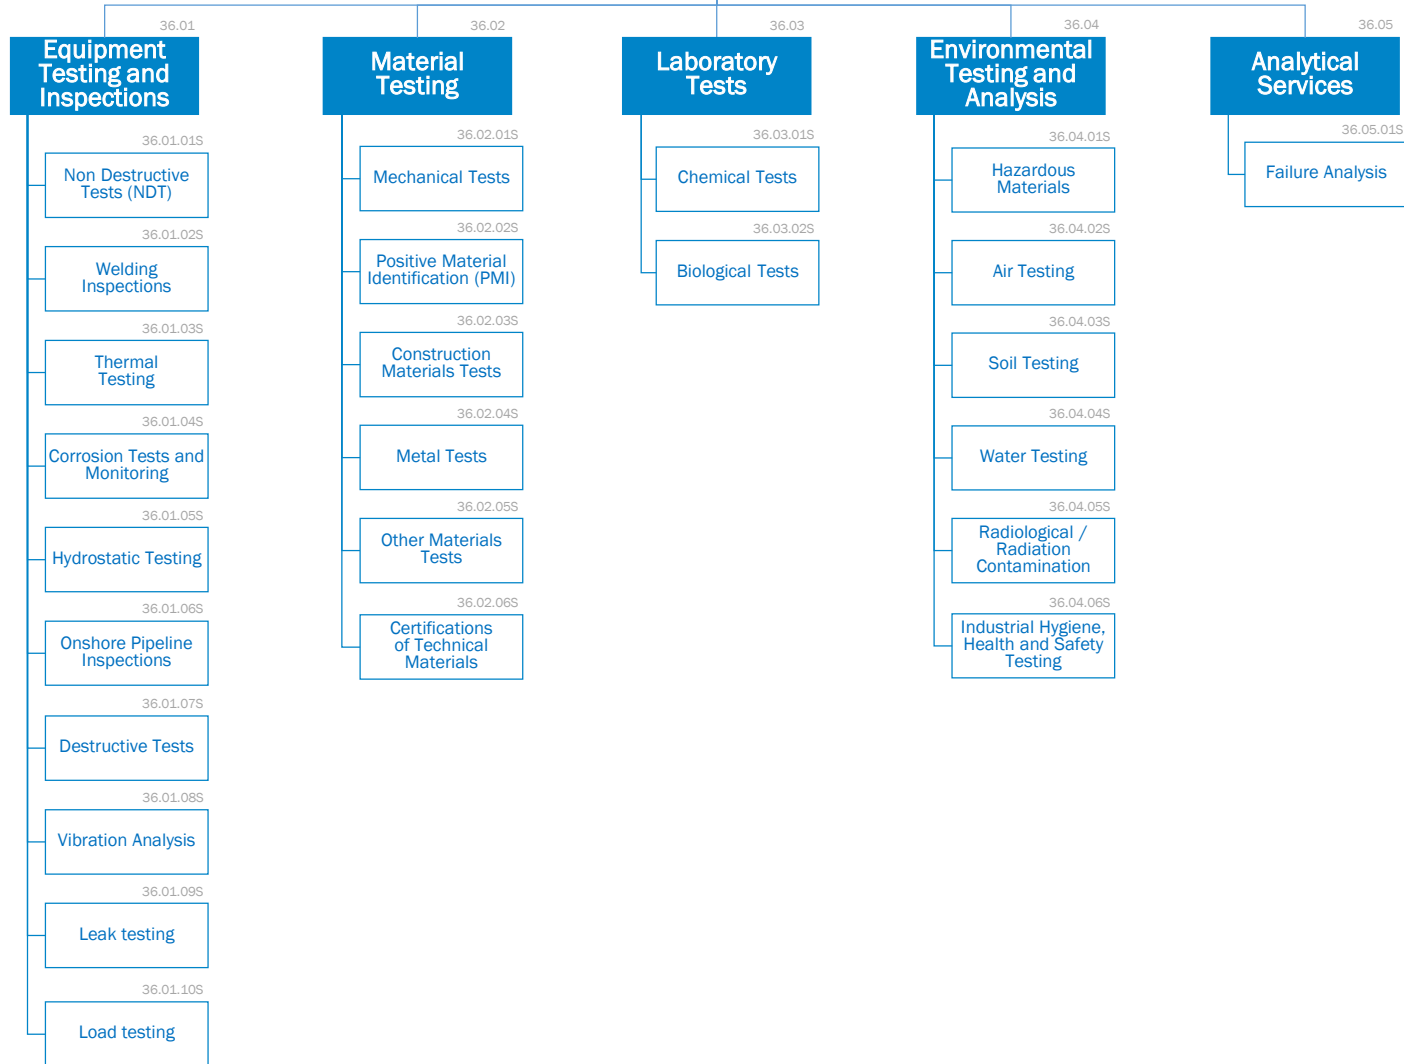 36.01
Equipment
Testing and
Inspections
36.01.01S
Non Destructive
Tests (NDT)
36.01.02S
Welding
Inspections
36.01.03S
Thermal
Testing
36.01.04S
Corrosion Tests and
Monitoring
36.01.05S
Hydrostatic Testing
36.01.06S
Onshore Pipeline
Inspections
36.01.07S
Destructive Tests
36.01.08S
Vibration Analysis
36.01.09S
Leak testing
36.01.10S
Load testing
36.02
Material
Testing
36.02.01S
Mechanical Tests
36.02.02S
Positive Material
Identification (PMI)
36.02.03S
Construction
Materials Tests
36.02.04S
Metal Tests
36.02.05S
Other Materials
Tests
36.02.06S
Certifications
of Technical
Materials
36.03
Laboratory
Tests
36.03.01S
Chemical Tests
36.03.02S
Biological Tests
36.04
Environmental
Testing and
Analysis
36.04.01S
Hazardous
Materials
36.04.02S
Air Testing
36.04.03S
Soil Testing
36.04.04S
Water Testing
36.04.05S
Radiological /
Radiation
Contamination
36.04.06S
Industrial Hygiene,
Health and Safety
Testing
36.05
Analytical
Services
36.05.01S
Failure Analysis